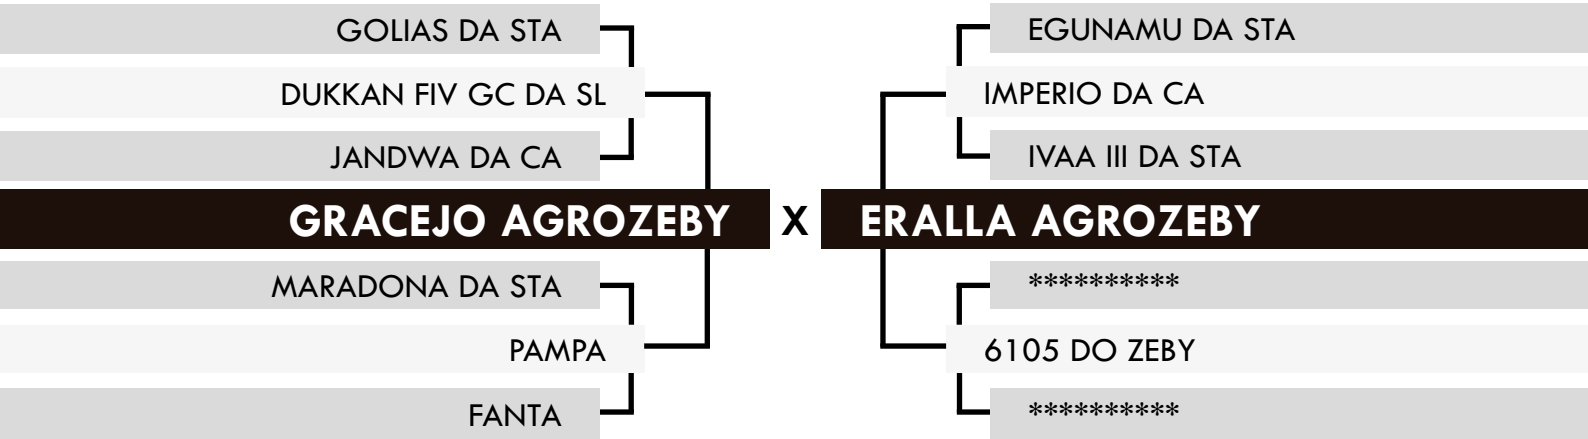 GOLIAS DA STA
DUKKAN FIV GC DA SL
JANDWA DA CA
EGUNAMU DA STA
IMPERIO DA CA
IVAA III DA STA
GRACEJO AGROZEBY X ERALLA AGROZEBY
MARADONA DA STA
PAMPA
FANTA
**********
6105 DO ZEBY
**********